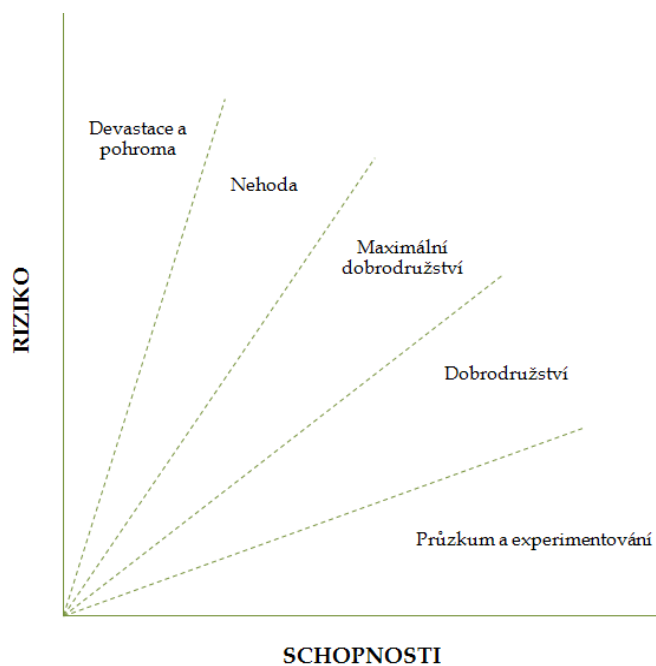 Devastace a
pohroma
Nehoda
Maximální
dobrodružství
RIZIKO
Dobrodružství
Průzkum a experimentování
SCHOPNOSTI